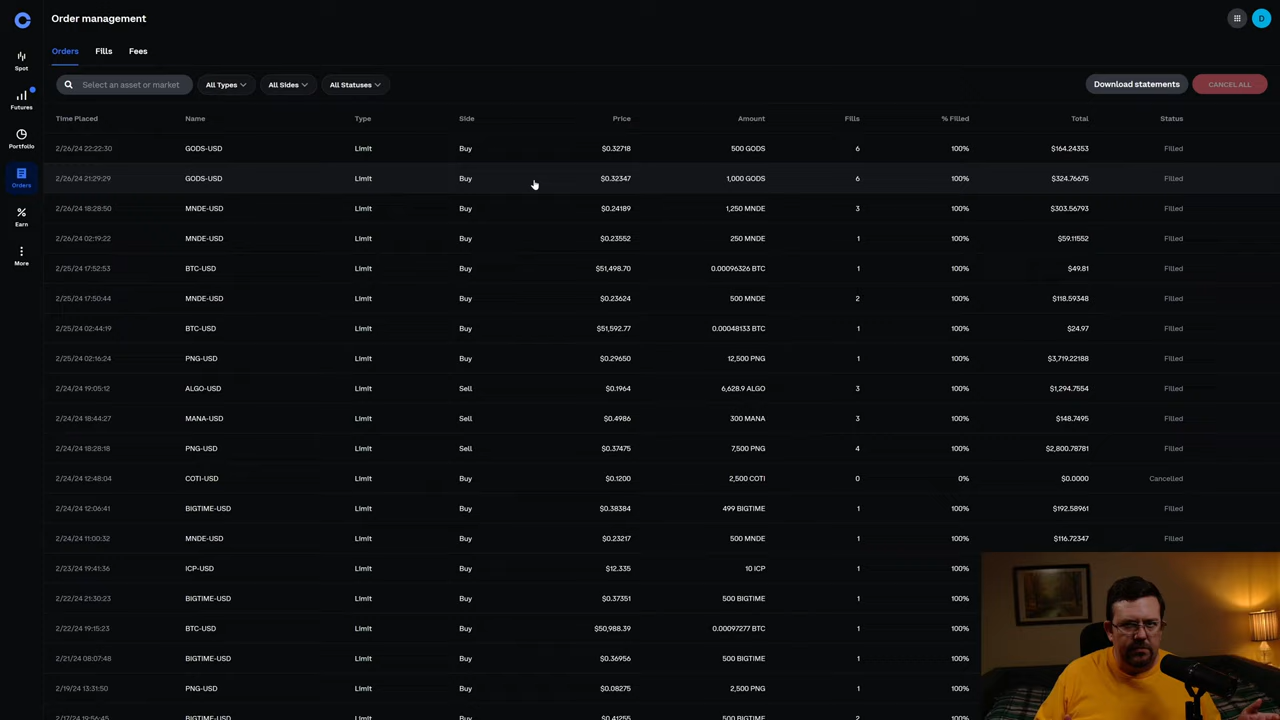 Order management
D
Orders Fills Fees
Select an asset or market All Types All Sides All Statuses Download statements CANCEL ALL
Spot
Futures
Portfolio
Orders
Earn
More
Time Placed Name Type Side Price Amount Fills % Filled Total Status
2/26/24 22:22:30 GODS-USD Limit Buy $0.32718 500 GODS 6 100% $164.24353 Filled
2/26/24 21:29:29 GODS-USD Limit Buy $0.32347 1,000 GODS 6 100% $324.76675 Filled
2/26/24 18:28:50 MNDE-USD Limit Buy $0.24189 1,250 MNDE 3 100% $303.56793 Filled
2/26/24 02:19:22 MNDE-USD Limit Buy $0.23552 250 MNDE 1 100% $59.11552 Filled
2/25/24 17:52:53 BTC-USD Limit Buy $51,498.70 0.00096326 BTC 1 100% $49.81 Filled
2/25/24 17:50:44 MNDE-USD Limit Buy $0.23624 500 MNDE 2 100% $118.59348 Filled
2/25/24 02:44:19 BTC-USD Limit Buy $51,592.77 0.00048133 BTC 1 100% $24.97 Filled
2/25/24 02:16:24 PNG-USD Limit Buy $0.29650 12,500 PNG 1 100% $3,719.22188 Filled
2/24/24 19:05:12 ALGO-USD Limit Sell $0.1964 6,628.9 ALGO 3 100% $1,294.7554 Filled
2/24/24 18:44:27 MANA-USD Limit Sell $0.4986 300 MANA 3 100% $148.7495 Filled
2/24/24 18:28:18 PNG-USD Limit Sell $0.37475 7,500 PNG 4 100% $2,800.78781 Filled
2/24/24 12:48:04 COTI-USD Limit Buy $0.1200 2,500 COTI 0 0% $0.0000 Cancelled
2/24/24 12:06:41 BIGTIME-USD Limit Buy $0.38384 499 BIGTIME 1 100% $192.58961 Filled
2/24/24 11:00:32 MNDE-USD Limit Buy $0.23217 500 MNDE 1 100% $116.72347 Filled
2/23/24 19:41:36 ICP-USD Limit Buy $12.335 10 ICP 1 100%
2/22/24 21:30:23 BIGTIME-USD Limit Buy $0.37351 500 BIGTIME 1 100%
2/22/24 19:15:23 BTC-USD Limit Buy $50,988.39 0.00097277 BTC 1 100%
2/21/24 08:07:48 BIGTIME-USD Limit Buy $0.36956 500 BIGTIME 1 100%
2/19/24 13:31:50 PNG-USD Limit Buy $0.08275 2,500 PNG 1 100%
2/17/24 19:56:45 BIGTIME-USD Limit Buy $0.41255 500 BIGTIME 2 100%